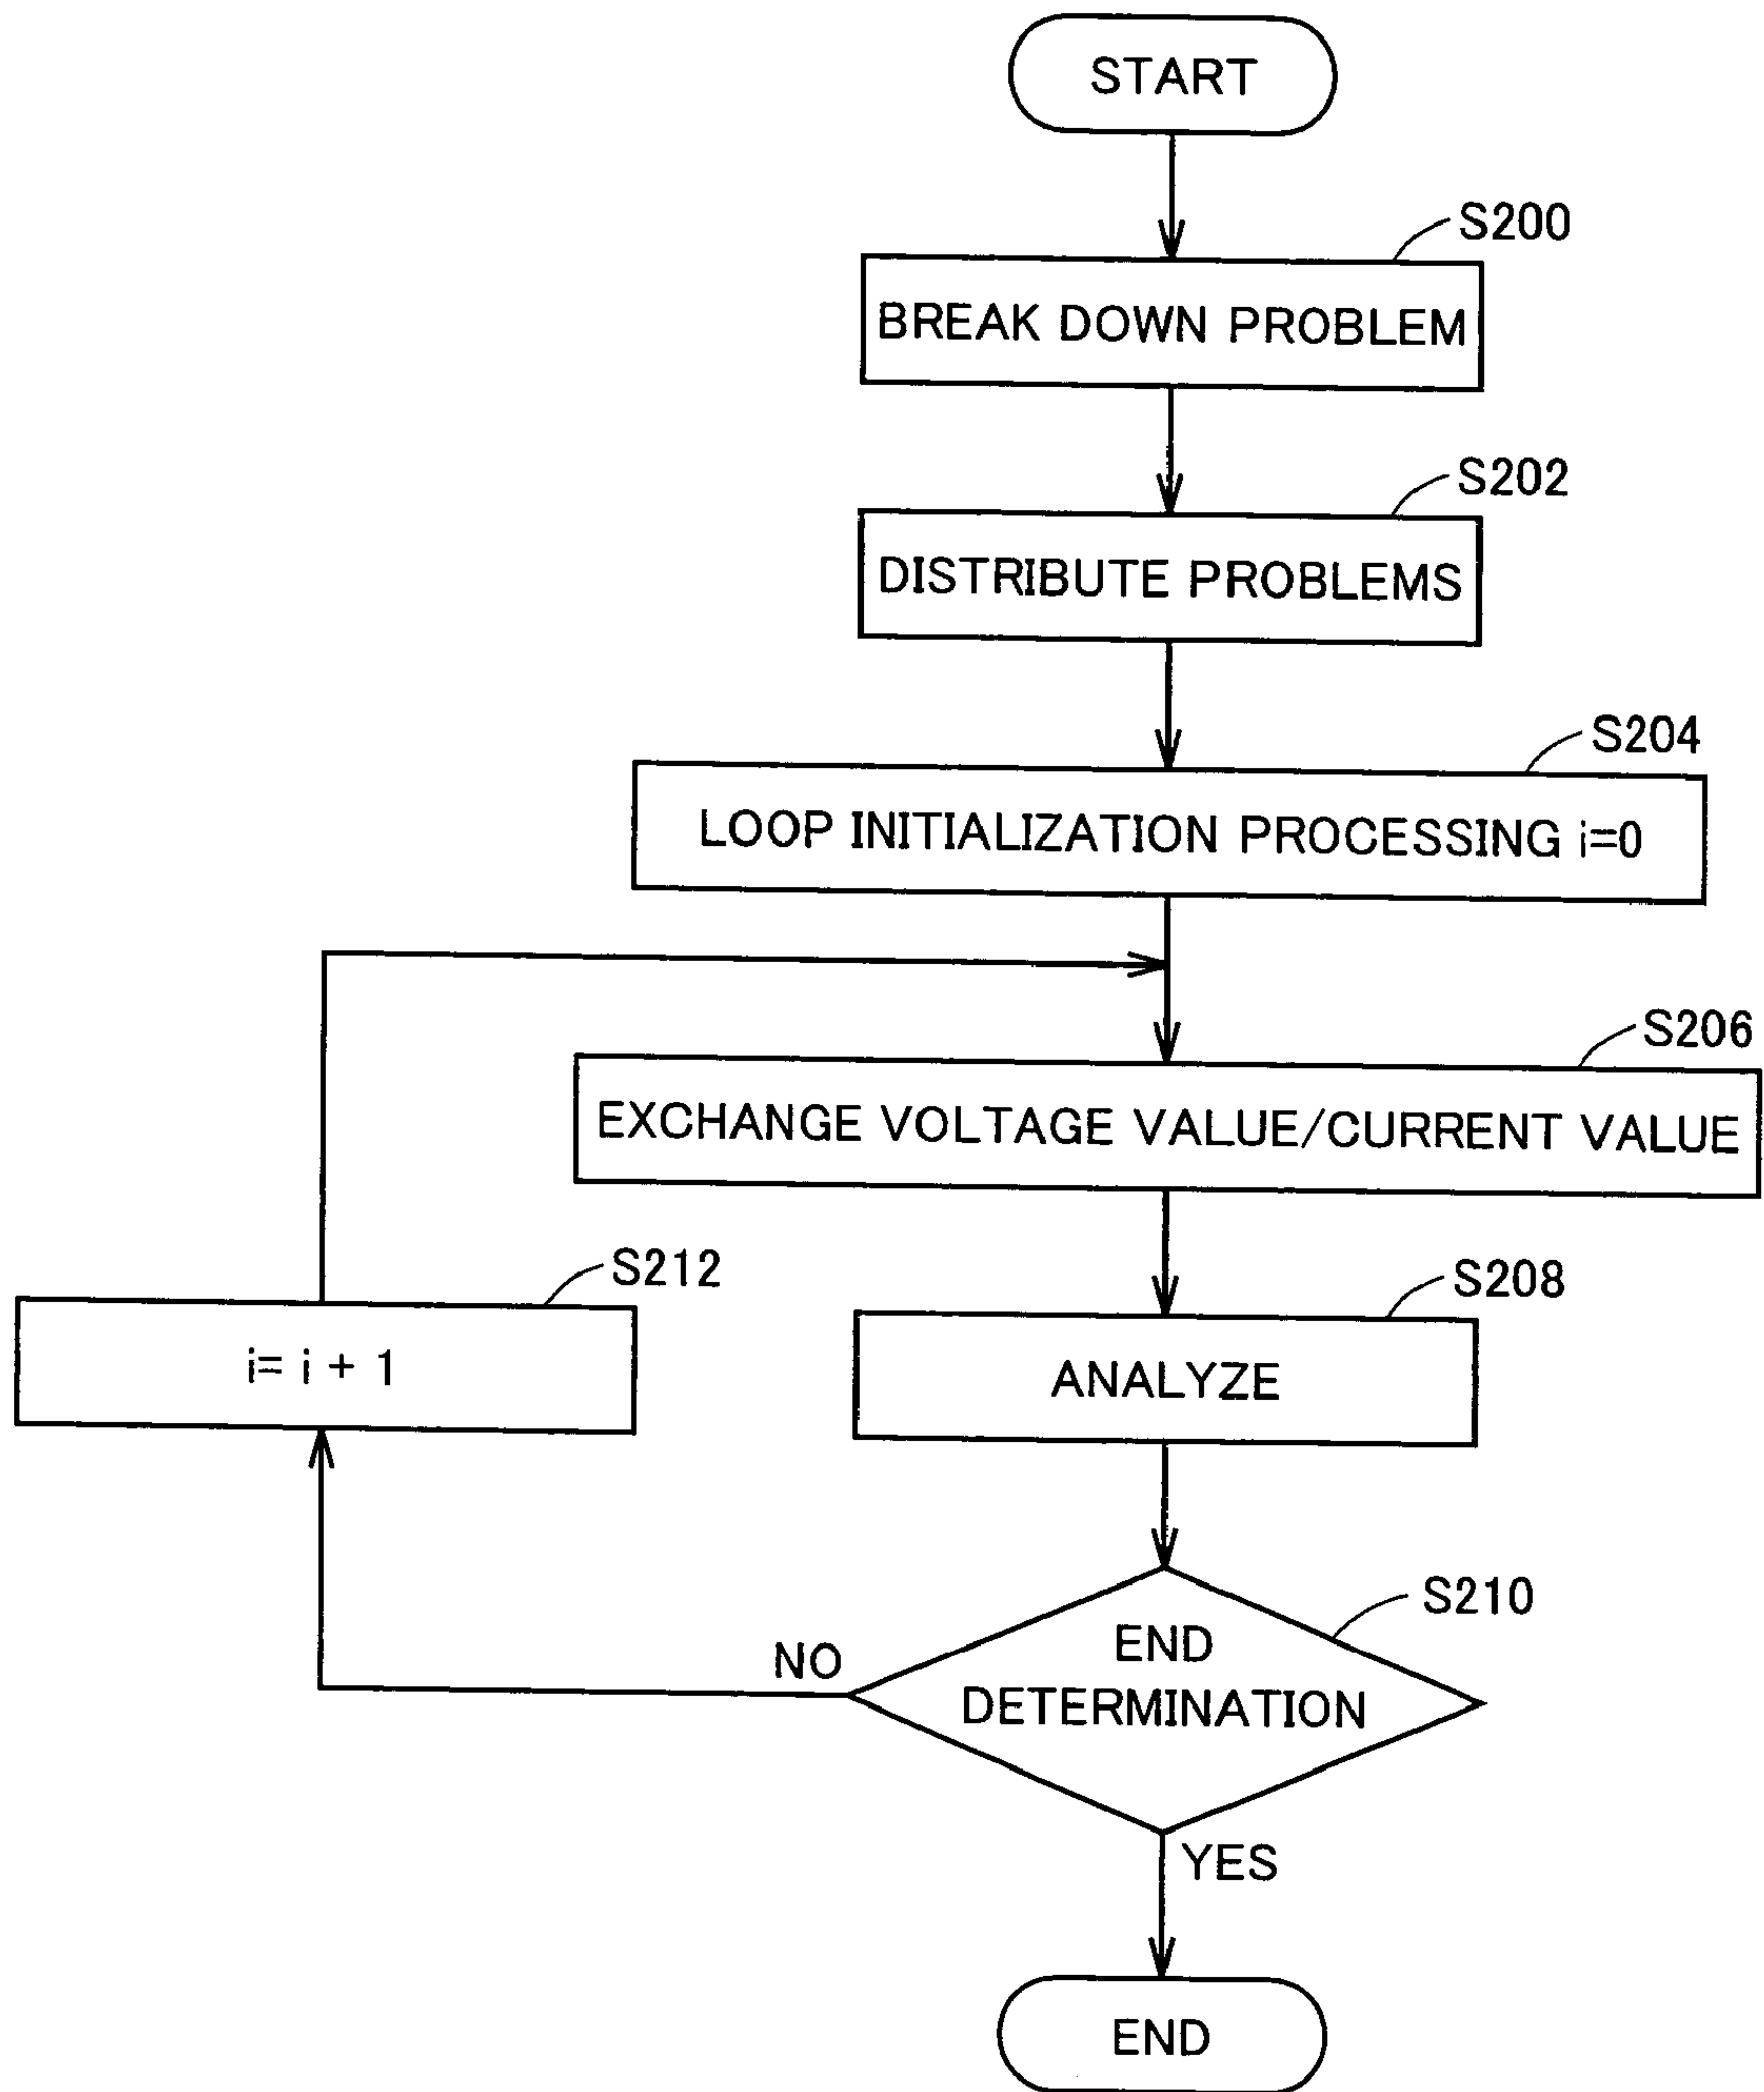 START
S200
BREAK DOWN PROBLEM
S202
DISTRIBUTE PROBLEMS
S204
LOOP INITIALIZATION PROCESSING i=0
S206
EXCHANGE VOLTAGE VALUE/CURRENT VALUE
S212
i= i + 1
S208
ANALYZE
S210
END
DETERMINATION
NO
YES
END